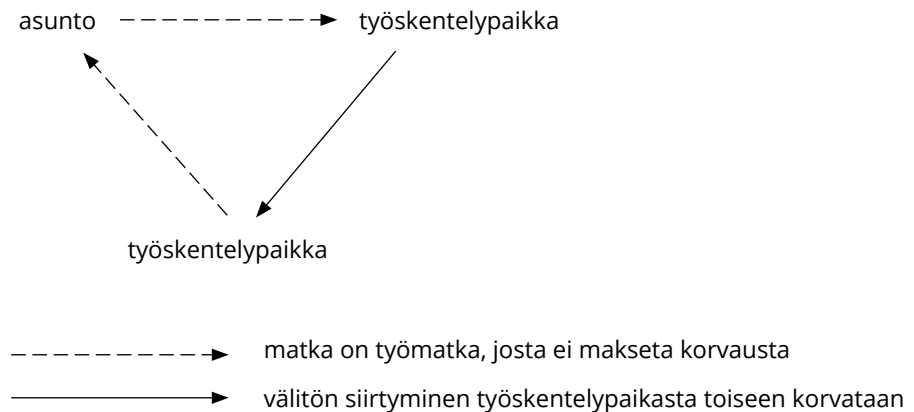 asunto
työskentelypaikka
työskentelypaikka
matka on työmatka, josta ei makseta korvausta
välitön siirtyminen työskentelypaikasta toiseen korvataan